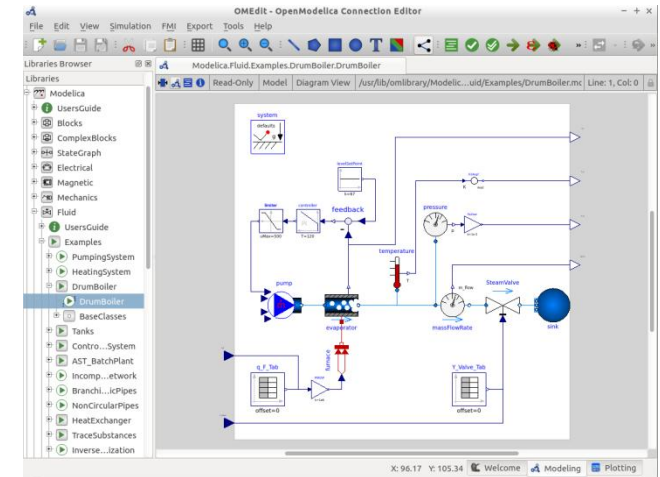 OMEdit - OpenModelica Connection Editor
File Edit View Simulation FMI Export Tools Help
Libraries Browser
Modelica.Fluid.Examples.DrumBoiler.DrumBoiler
Libraries
Read-Only Model Diagram View /usr/lib/omlibrary/Modelic...uid/Examples/DrumBoiler.mo Line: 1, Col: 0
Modelica
UsersGuide
Blocks
ComplexBlocks
StateGraph
Electrical
Magnetic
Mechanics
Fluid
UsersGuide
Examples
PumpingSystem
HeatingSystem
DrumBoiler
DrumBoiler
BaseClasses
Tanks
Contro...System
AST_BatchPlant
Incomp...etwork
Branchi...icPipes
NonCircularPipes
HeatExchanger
TraceSubstances
Inverse...ization
system
defaults
g
levelSetPoint
controller
feedback
pressure
temperature
K
T
p
pump
m_flow
SteamValve
evaporator
massFlowRate
sink
furnace
q_F_Tab
offset=0
Y_Valve_Tab
offset=0
X: 96.17 Y: 105.34 Welcome Modeling Plotting